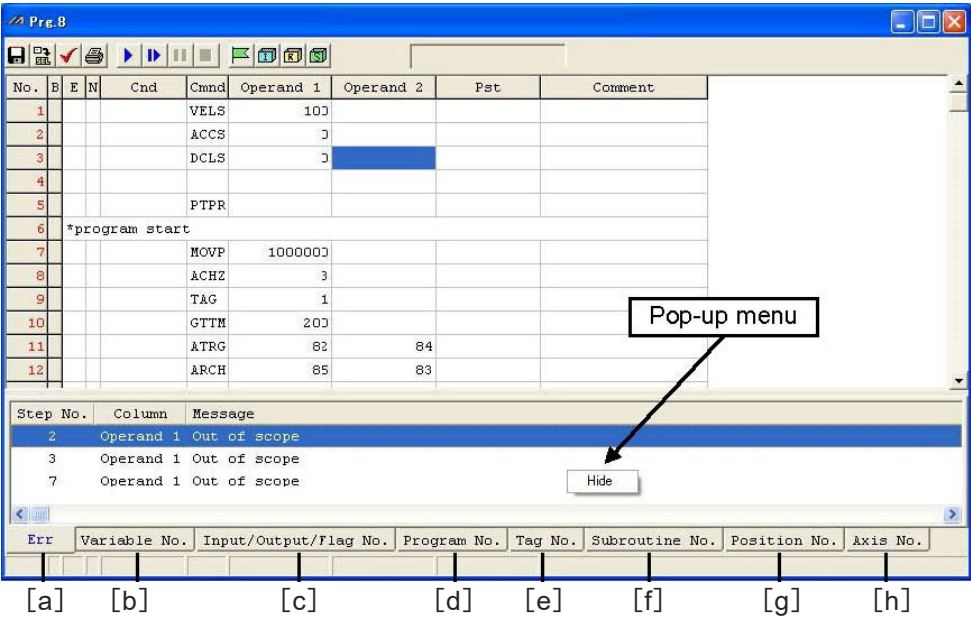 Prg.8
No. B E N Cnd Cmnd Operand 1 Operand 2 Pst Comment
1 VELS 100
2 ACCS 0
3 DCLS 0
4
5 PTPR
6 *program start
7 MOVP 1000000
8 ACHZ 3
9 TAG 1
10 GTTM 200
11 ATRG 82 84
12 ARCH 85 83
Pop-up menu
Step No. Column Message
2 Operand 1 Out of scope
3 Operand 1 Out of scope
7 Operand 1 Out of scope
Hide
Err Variable No. Input/Output/Flag No. Program No. Tag No. Subroutine No. Position No. Axis No.
[a] [b] [c] [d] [e] [f] [g] [h]